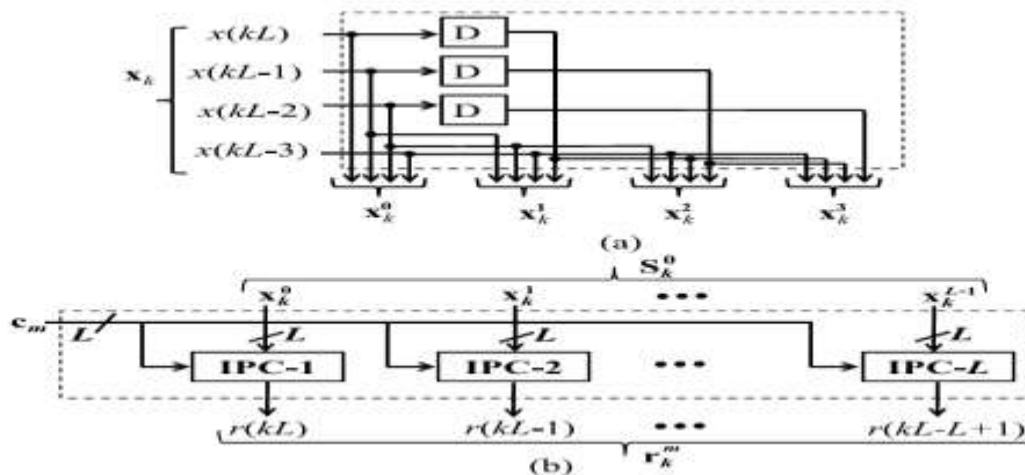 x(kL)
D
x(kL-1)
D
x_k
x(kL-2)
D
x(kL-3)
x_k^0 x_k^1 x_k^2 x_k^3
(a)
S_k^0
x_k^0 x_k^1 ••• x_k^{L-1}
c_m L L L L
IPC-1 IPC-2 ••• IPC-L
r(kL) r(kL-1) ••• r(kL-L+1)
r_k^m
(b)